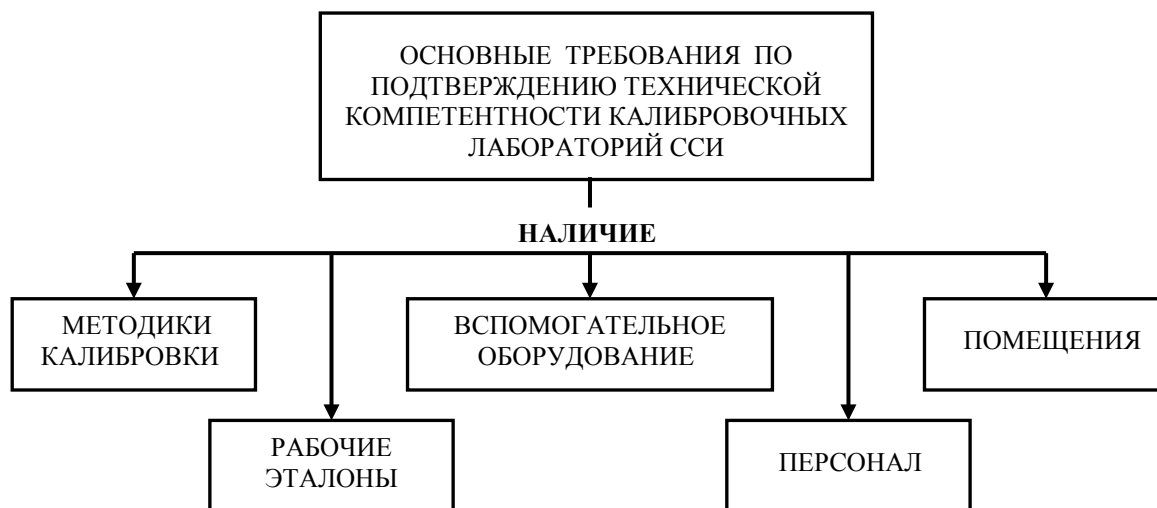 ОСНОВНЫЕ ТРЕБОВАНИЯ ПО
ПОДТВЕРЖДЕНИЮ ТЕХНИЧЕСКОЙ
КОМПЕТЕНТНОСТИ КАЛИБРОВОЧНЫХ
ЛАБОРАТОРИЙ ССИ
НАЛИЧИЕ
МЕТОДИКИ
КАЛИБРОВКИ
ВСПОМОГАТЕЛЬНОЕ
ОБОРУДОВАНИЕ
ПОМЕЩЕНИЯ
РАБОЧИЕ
ЭТАЛОНЫ
ПЕРСОНАЛ